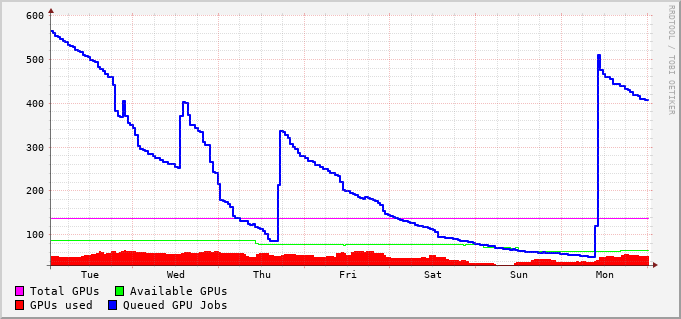 600
500
400
300
200
100
Tue Wed Thu Fri Sat Sun Mon
Total GPUs Available GPUs
GPUs used Queued GPU Jobs
RRDTOOL / TOBI OETIKER